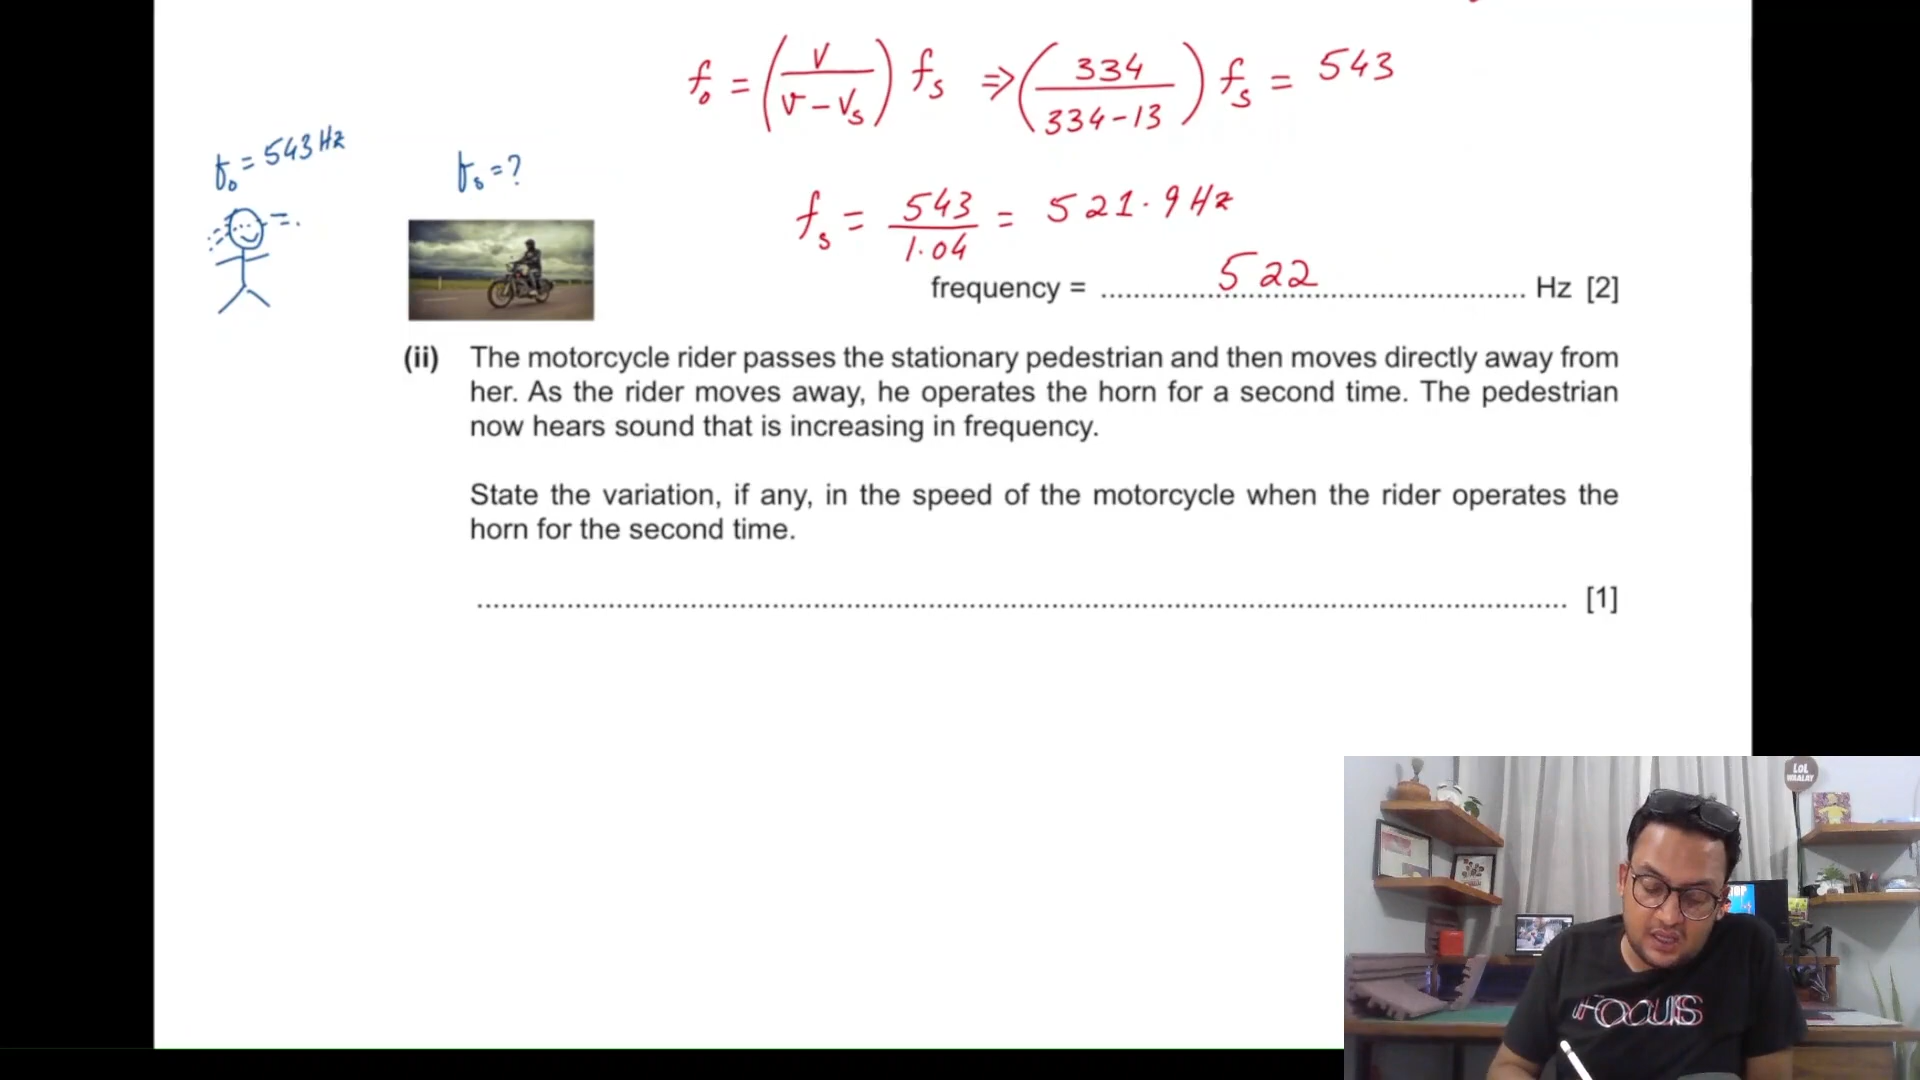 f₀ = (v / v − vₛ) fₛ ⇒ (334 / 334−13) fₛ = 543
f₀ = 543 Hz
fₛ = ?
fₛ = 543 / 1.04 = 521.9 Hz
frequency = ...... 522 ...... Hz [2]
(ii) The motorcycle rider passes the stationary pedestrian and then moves directly away from
her. As the rider moves away, he operates the horn for a second time. The pedestrian
now hears sound that is increasing in frequency.
State the variation, if any, in the speed of the motorcycle when the rider operates the
horn for the second time.
...... [1]
LOL
WAALAY
FOCUS